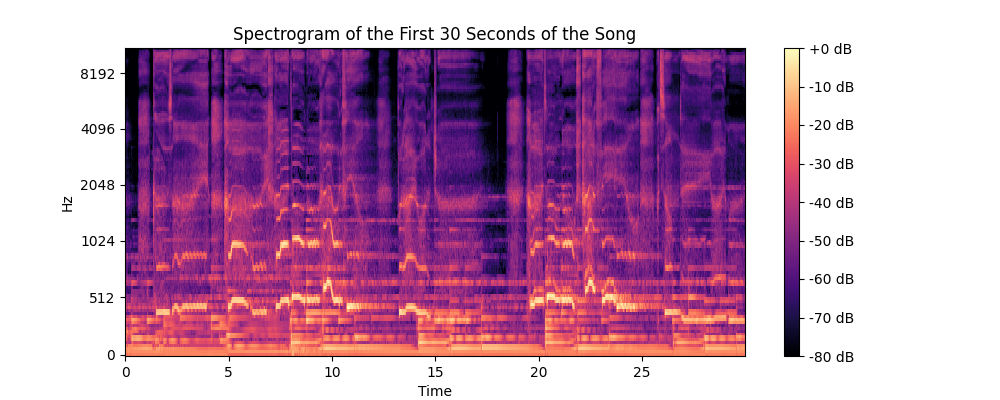 Spectrogram of the First 30 Seconds of the Song
Hz
8192
4096
2048
1024
512
0
0 5 10 15 20 25
Time
+0 dB
-10 dB
-20 dB
-30 dB
-40 dB
-50 dB
-60 dB
-70 dB
-80 dB